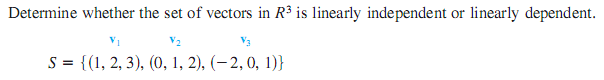 Determine whether the set of vectors in R³ is linearly independent or linearly dependent.
v₁ v₂ v₃
S = {(1, 2, 3), (0, 1, 2), (−2, 0, 1)}